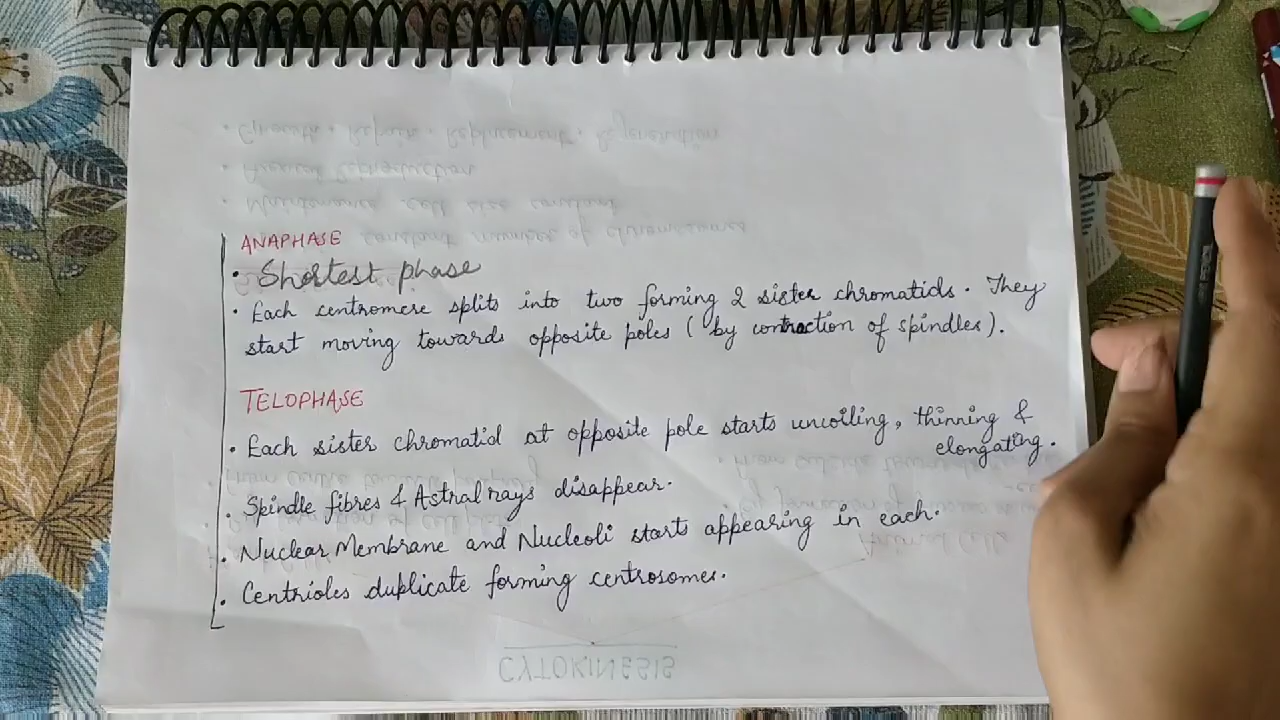 ANAPHASE
• Shortest phase
• Each centromere splits into two forming 2 sister chromatids. They
start moving towards opposite poles (by contraction of spindles).
TELOPHASE
• Each sister chromatid at opposite pole starts uncoiling, thinning &
elongating.
• Spindle fibres & Astral rays disappear.
• Nuclear Membrane and Nucleoli starts appearing in each.
• Centrioles duplicate forming centrosomes.
CYTOKINESIS